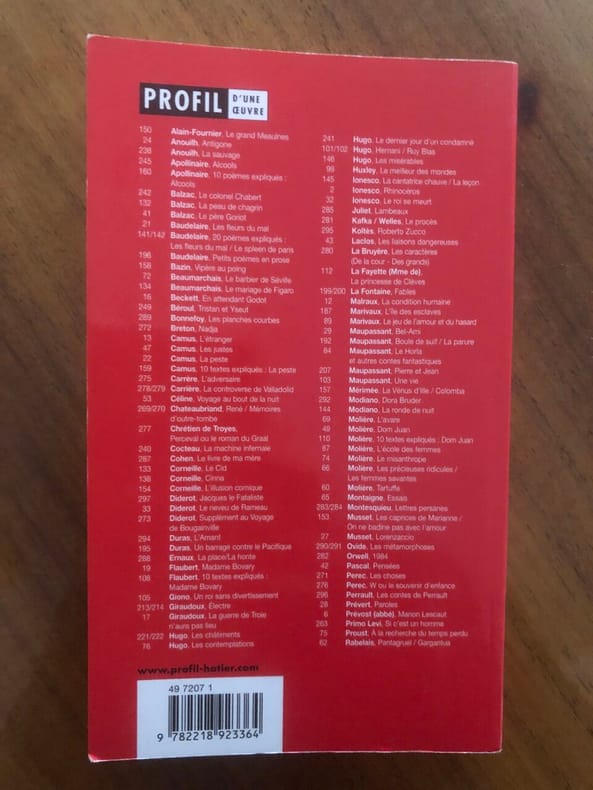 PROFIL D'UNE ŒUVRE
150 Alain-Fournier, Le grand Meaulnes
24 Anouilh, Antigone
238 Anouilh, La sauvage
245 Apollinaire, Alcools
160 Apollinaire, 10 poèmes expliqués :
Alcools
242 Balzac, Le colonel Chabert
132 Balzac, La peau de chagrin
41 Balzac, Le père Goriot
21 Baudelaire, Les fleurs du mal
141/142 Baudelaire, 20 poèmes expliqués :
Les fleurs du mal / Le spleen de paris
196 Baudelaire, Petits poèmes en prose
158 Bazin, Vipère au poing
72 Beaumarchais, Le barbier de Séville
134 Beaumarchais, Le mariage de Figaro
16 Beckett, En attendant Godot
249 Béroul, Tristan et Yseut
289 Bonnefoy, Les planches courbes
272 Breton, Nadja
13 Camus, L'étranger
47 Camus, Les justes
22 Camus, La peste
159 Camus, 10 textes expliqués : La peste
275 Carrère, L'adversaire
278/279 Carrière, La controverse de Valladolid
53 Céline, Voyage au bout de la nuit
269/270 Chateaubriand, René / Mémoires
d'outre-tombe
277 Chrétien de Troyes,
Perceval ou le roman du Graal
240 Cocteau, La machine infernale
287 Cohen, Le livre de ma mère
133 Corneille, Le Cid
138 Corneille, Cinna
154 Corneille, L'illusion comique
297 Diderot, Jacques le Fataliste
33 Diderot, Le neveu de Rameau
273 Diderot, Supplément au Voyage
de Bougainville
294 Duras, L'Amant
195 Duras, Un barrage contre le Pacifique
288 Ernaux, La place/La honte
19 Flaubert, Madame Bovary
108 Flaubert, 10 textes expliqués :
Madame Bovary
105 Giono, Un roi sans divertissement
213/214 Giraudoux, Électre
17 Giraudoux, La guerre de Troie
n'aura pas lieu
221/222 Hugo, Les châtiments
76 Hugo, Les contemplations
241 Hugo, Le dernier jour d'un condamné
101/102 Hugo, Hernani / Ruy Blas
146 Hugo, Les misérables
99 Huxley, Le meilleur des mondes
145 Ionesco, La cantatrice chauve / La leçon
2 Ionesco, Rhinocéros
32 Ionesco, Le roi se meurt
285 Juliet, Lambeaux
281 Kafka / Welles, Le procès
295 Koltès, Roberto Zucco
43 Laclos, Les liaisons dangereuses
280 La Bruyère, Les caractères
(De la cour - Des grands)
112 La Fayette (Mme de),
La princesse de Clèves
199/200 La Fontaine, Fables
12 Malraux, La condition humaine
187 Marivaux, L'île des esclaves
89 Marivaux, Le jeu de l'amour et du hasard
29 Maupassant, Bel-Ami
192 Maupassant, Boule de suif / La parure
84 Maupassant, Le Horla
et autres contes fantastiques
207 Maupassant, Pierre et Jean
103 Maupassant, Une vie
157 Mérimée, La Vénus d'Ille / Colomba
292 Modiano, Dora Bruder
144 Modiano, La ronde de nuit
69 Molière, L'avare
49 Molière, Dom Juan
110 Molière, 10 textes expliqués : Dom Juan
87 Molière, L'école des femmes
74 Molière, Le misanthrope
66 Molière, Les précieuses ridicules /
Les femmes savantes
60 Molière, Tartuffe
65 Montaigne, Essais
283/284 Montesquieu, Lettres persanes
153 Musset, Les caprices de Marianne /
On ne badine pas avec l'amour
27 Musset, Lorenzaccio
290/291 Ovide, Les métamorphoses
282 Orwell, 1984
42 Pascal, Pensées
271 Perec, Les choses
276 Perec, W ou le souvenir d'enfance
296 Perrault, Les contes de Perrault
28 Prévert, Paroles
6 Prévost (abbé), Manon Lescaut
263 Primo Levi, Si c'est un homme
75 Proust, À la recherche du temps perdu
62 Rabelais, Pantagruel / Gargantua
www.profil-hatier.com
49 7207 1
9 782218 923364